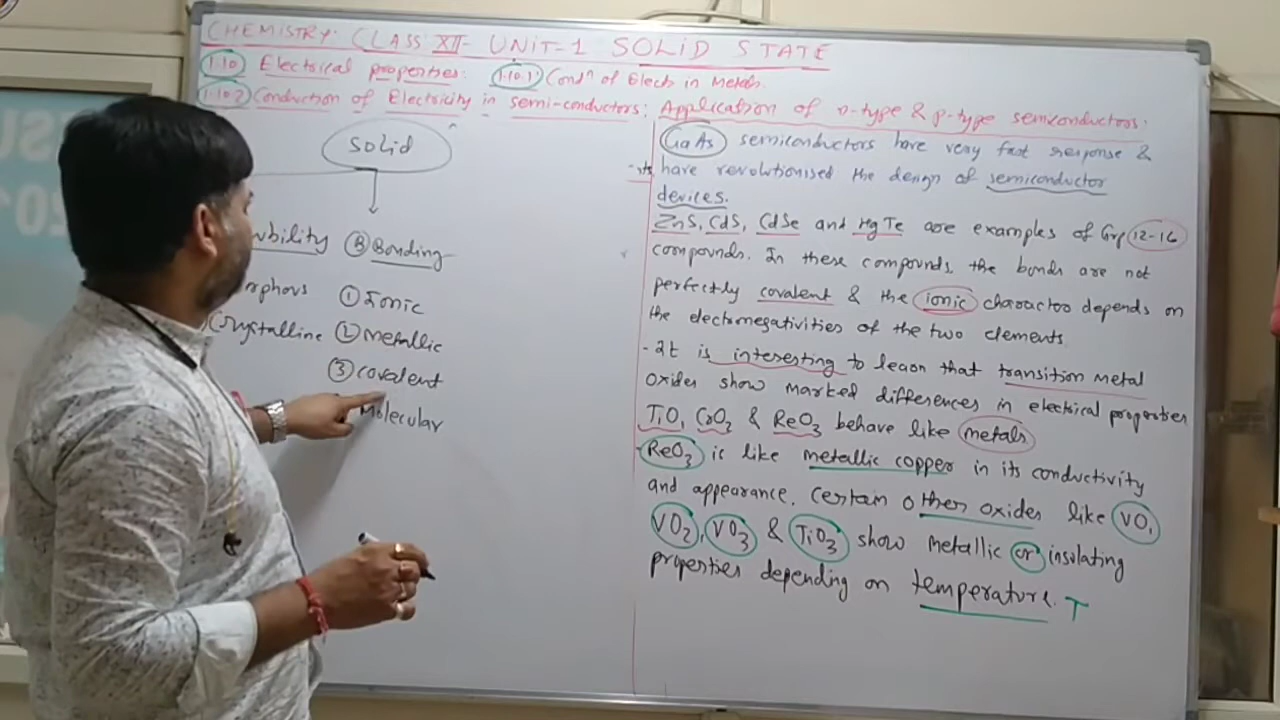 CHEMISTRY: CLASS XII- UNIT-1 SOLID STATE
1.10 Electrical properties: 1.10.1 Condⁿ of Elect in Metals.
1.10.2 Conduction of Electricity in semi-conductors: Application of n-type & p-type semiconductors:
Solid
B Bonding
① Ionic
Crystalline ② Metallic
③ Covalent
Molecular
GaAs semiconductors have very fast response &
have revolutionised the design of semiconductor
devices.
ZnS, CdS, CdSe and HgTe are examples of Grp 12-16
compounds. In these compounds, the bonds are not
perfectly covalent & the ionic character depends on
the electronegativities of the two elements
- It is interesting to learn that transition metal
oxides show marked differences in electrical properties
TiO, CrO₂ & ReO₃ behave like metals
- ReO₃ is like metallic copper in its conductivity
and appearance. Certain other oxides like VO,
VO₂, VO₃ & TiO₃ show metallic or insulating
properties depending on temperature. T